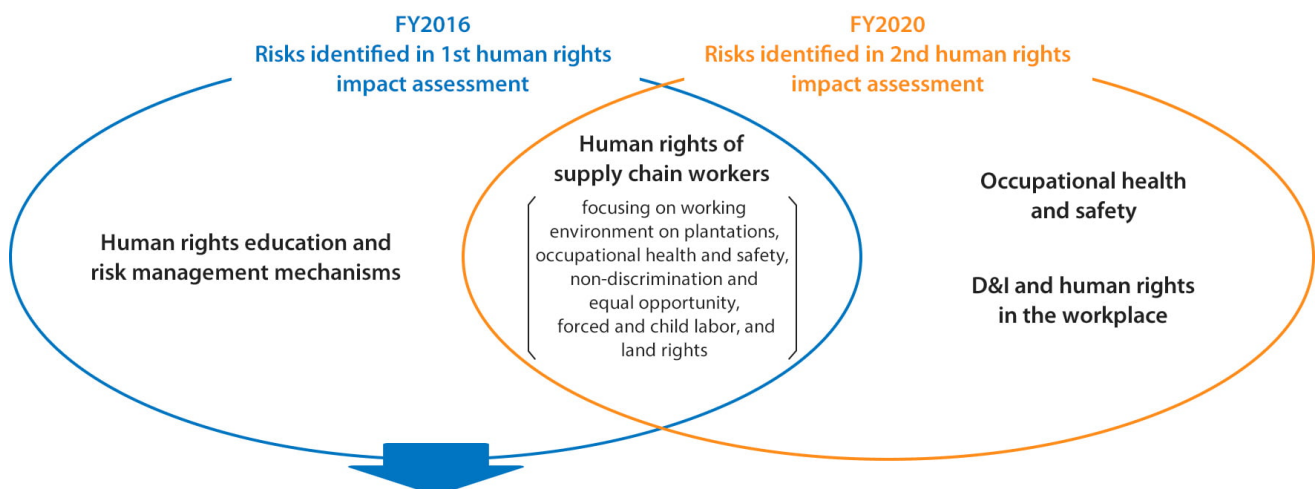 FY2016
Risks identified in 1st human rights
impact assessment
FY2020
Risks identified in 2nd human rights
impact assessment
Human rights education and
risk management mechanisms
Human rights of
supply chain workers
focusing on working
environment on plantations,
occupational health and safety,
non-discrimination and
equal opportunity,
forced and child labor, and
land rights
Occupational health
and safety
D&I and human rights
in the workplace